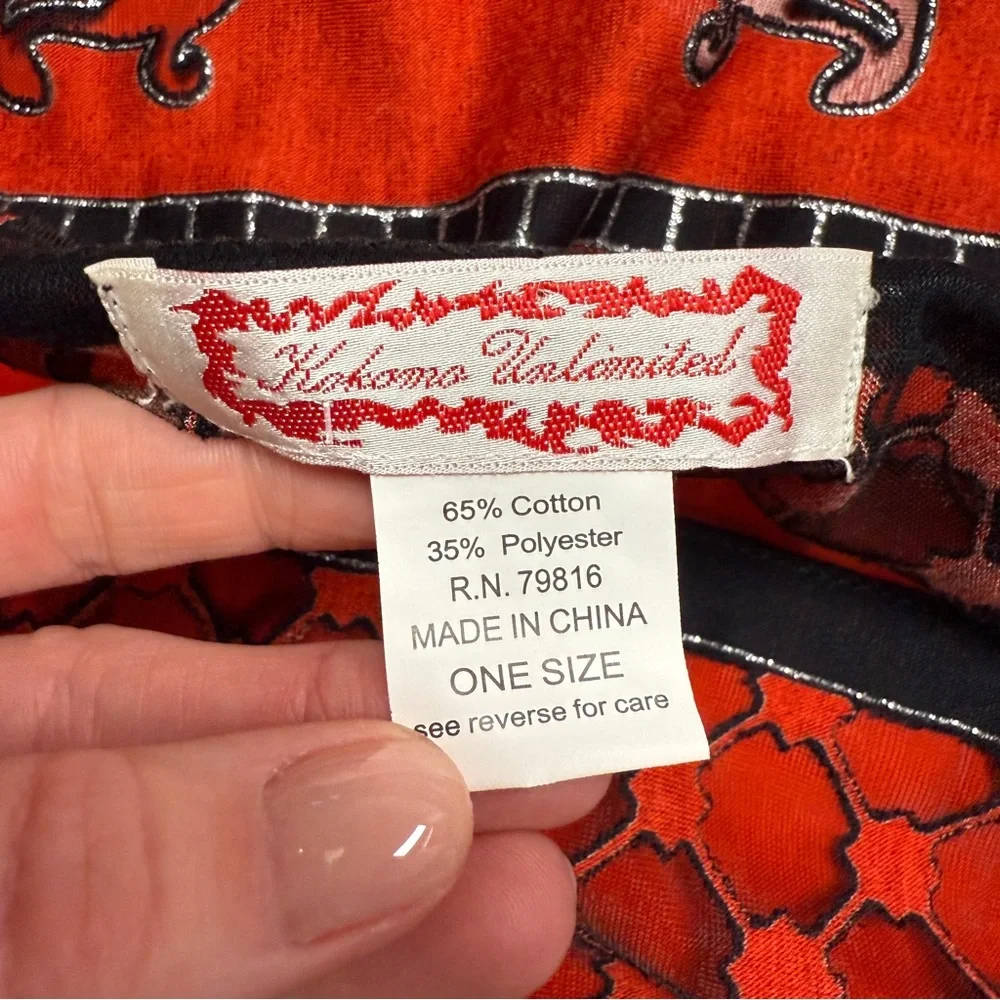 Kokomo Unlimited
65% Cotton
35% Polyester
R.N. 79816
MADE IN CHINA
ONE SIZE
see reverse for care